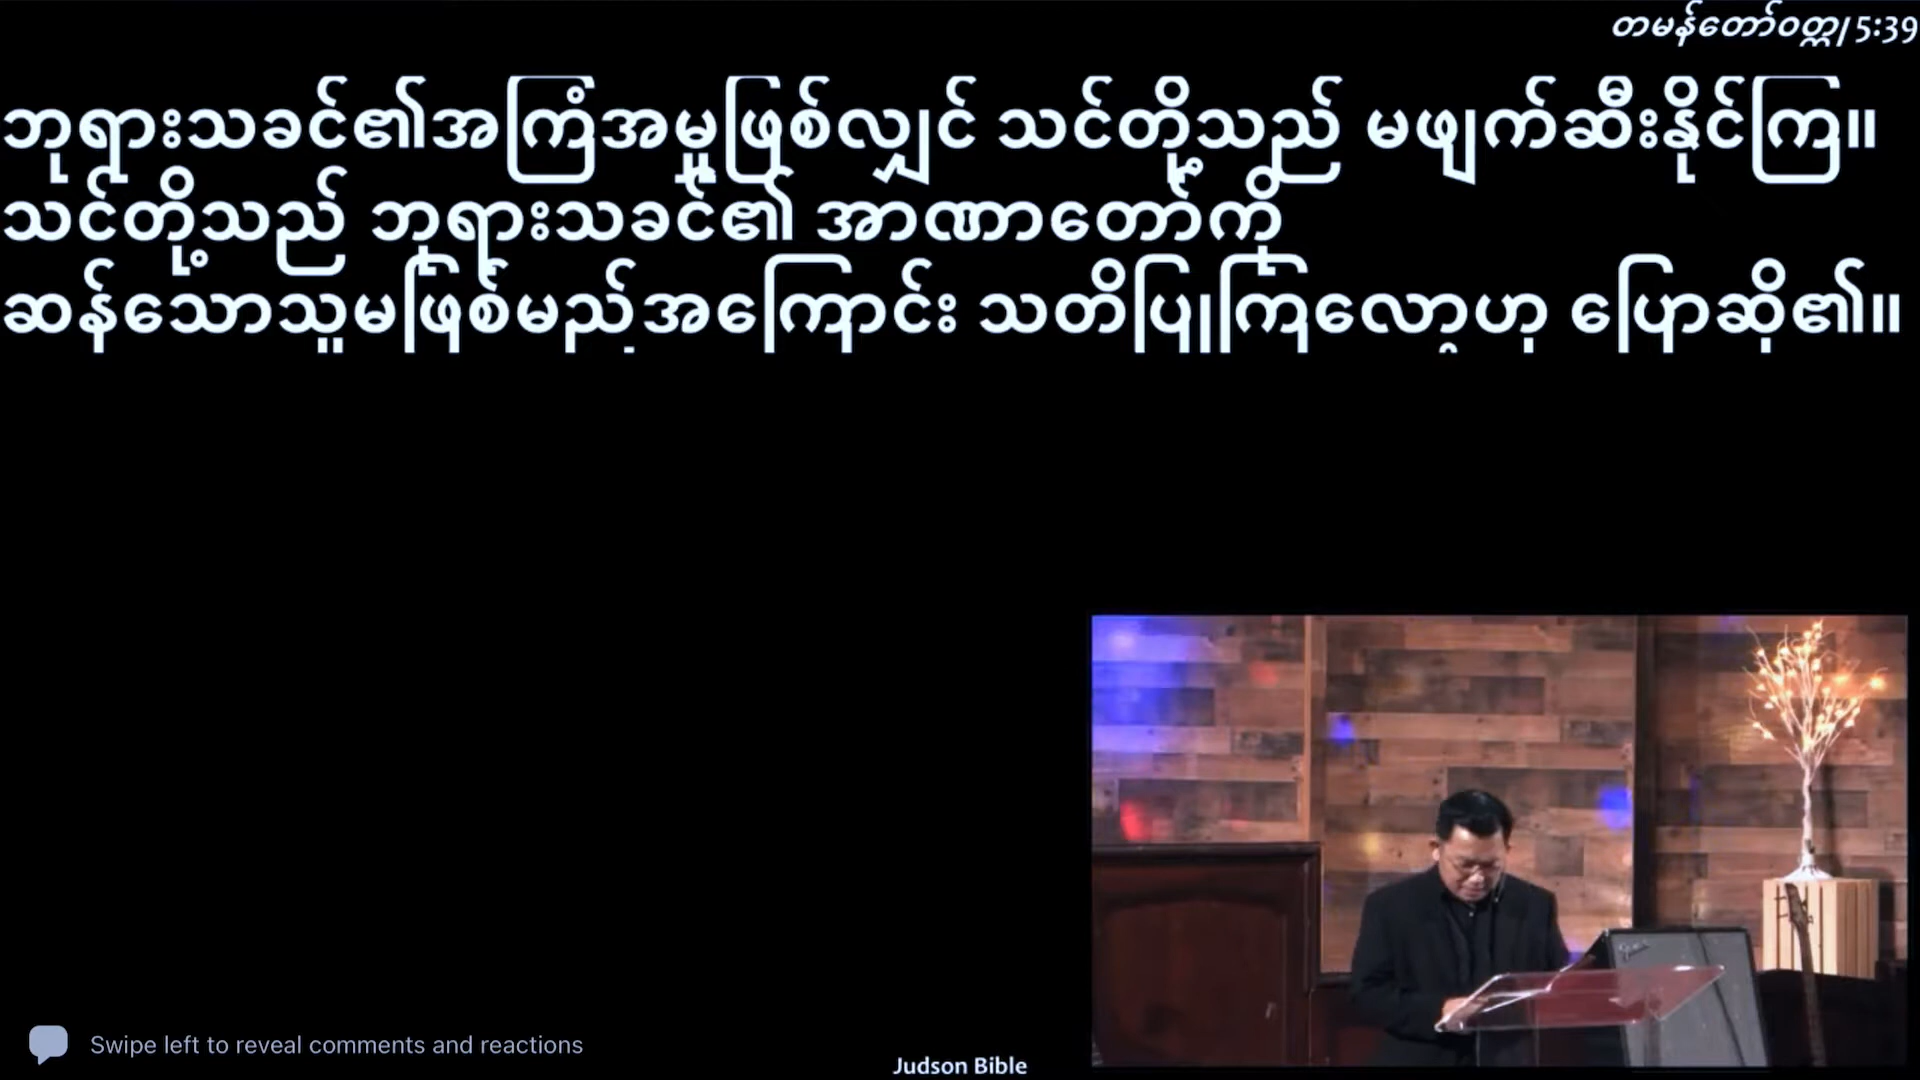 တမန်တော်ဝတ္ထု 5:39
ဘုရားသခင်၏အကြံအမှုဖြစ်လျှင် သင်တို့သည် မဖျက်ဆီးနိုင်ကြ။
သင်တို့သည် ဘုရားသခင်၏ အာဏာတော်ကို
ဆန်သောသူမဖြစ်မည်အကြောင်း သတိပြုကြလော့ဟု ပြောဆို၏။
Swipe left to reveal comments and reactions
Judson Bible